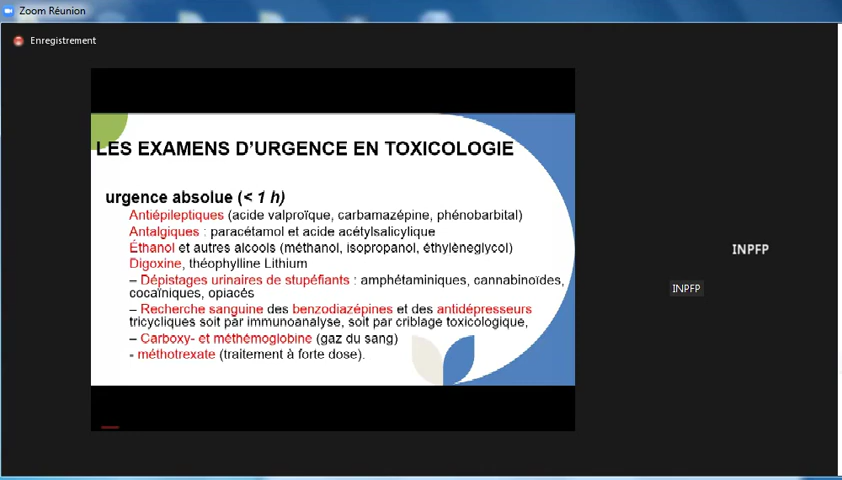 Zoom Réunion
Enregistrement
LES EXAMENS D'URGENCE EN TOXICOLOGIE
urgence absolue (< 1 h)
Antiépileptiques (acide valproïque, carbamazépine, phénobarbital)
Antalgiques : paracétamol et acide acétylsalicylique
Éthanol et autres alcools (méthanol, isopropanol, éthylèneglycol)
Digoxine, théophylline Lithium
– Dépistages urinaires de stupéfiants : amphétaminiques, cannabinoïdes,
cocaïniques, opiacés
– Recherche sanguine des benzodiazépines et des antidépresseurs
tricycliques soit par immunoanalyse, soit par criblage toxicologique,
– Carboxy- et méthémoglobine (gaz du sang)
- méthotrexate (traitement à forte dose).
INPFP
INPFP